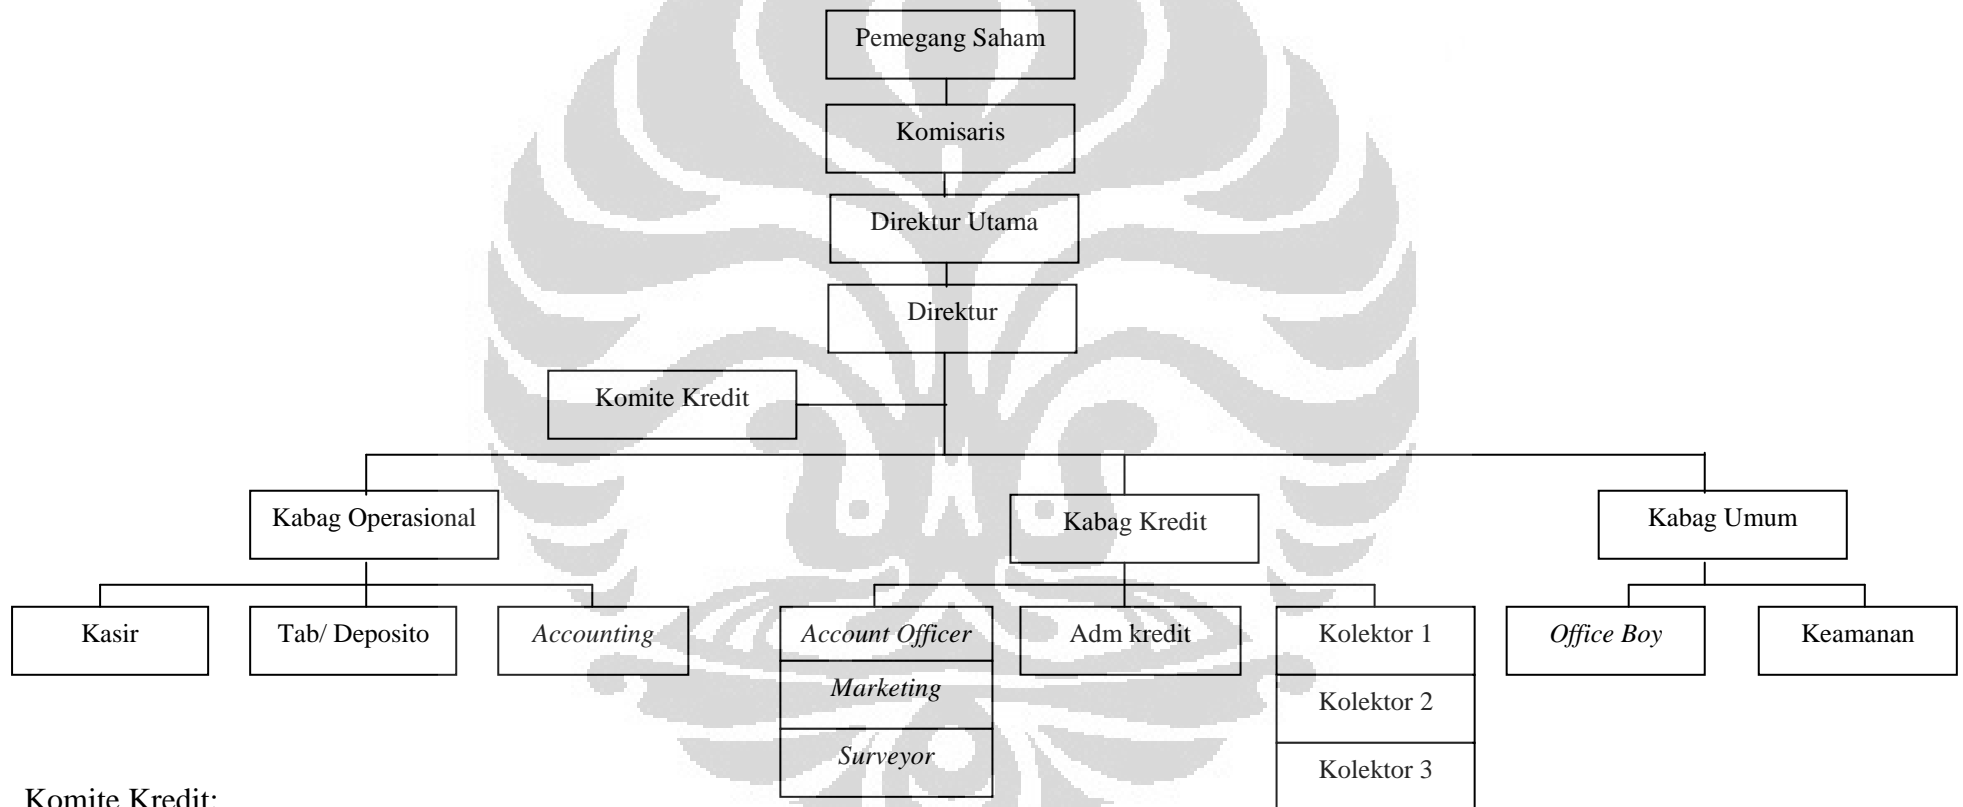 Pemegang Saham
Komisaris
Direktur Utama
Direktur
Komite Kredit
Kabag Operasional
Kabag Kredit
Kabag Umum
Kasir
Tab/ Deposito
Accounting
Account Officer
Adm kredit
Kolektor 1
Office Boy
Keamanan
Marketing
Kolektor 2
Surveyor
Kolektor 3
Komite Kredit: